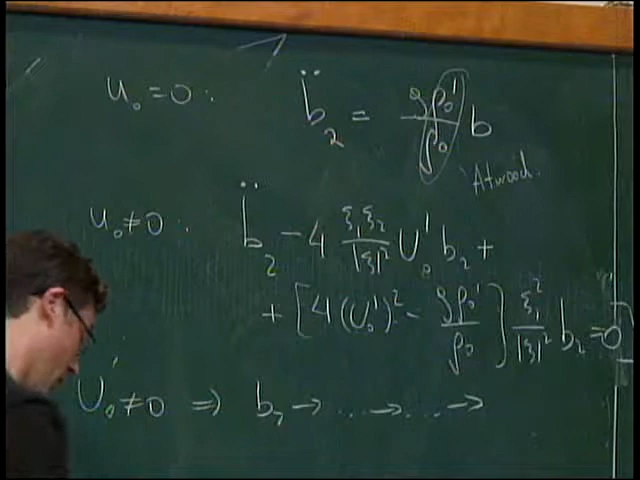 u₀ = 0 : b̈₂ = gρ₀'/ρ₀ b
Atwood.
u₀ ≠ 0 : b̈₂ − 4 ξ₁ξ₂/|ξ|² U₀' b₂ +
+ [4(U₀')² − gρ₀'/ρ₀] ξ₁²/|ξ|² b₂ = 0
U₀' ≠ 0 ⇒ b₂ → ... → ... →